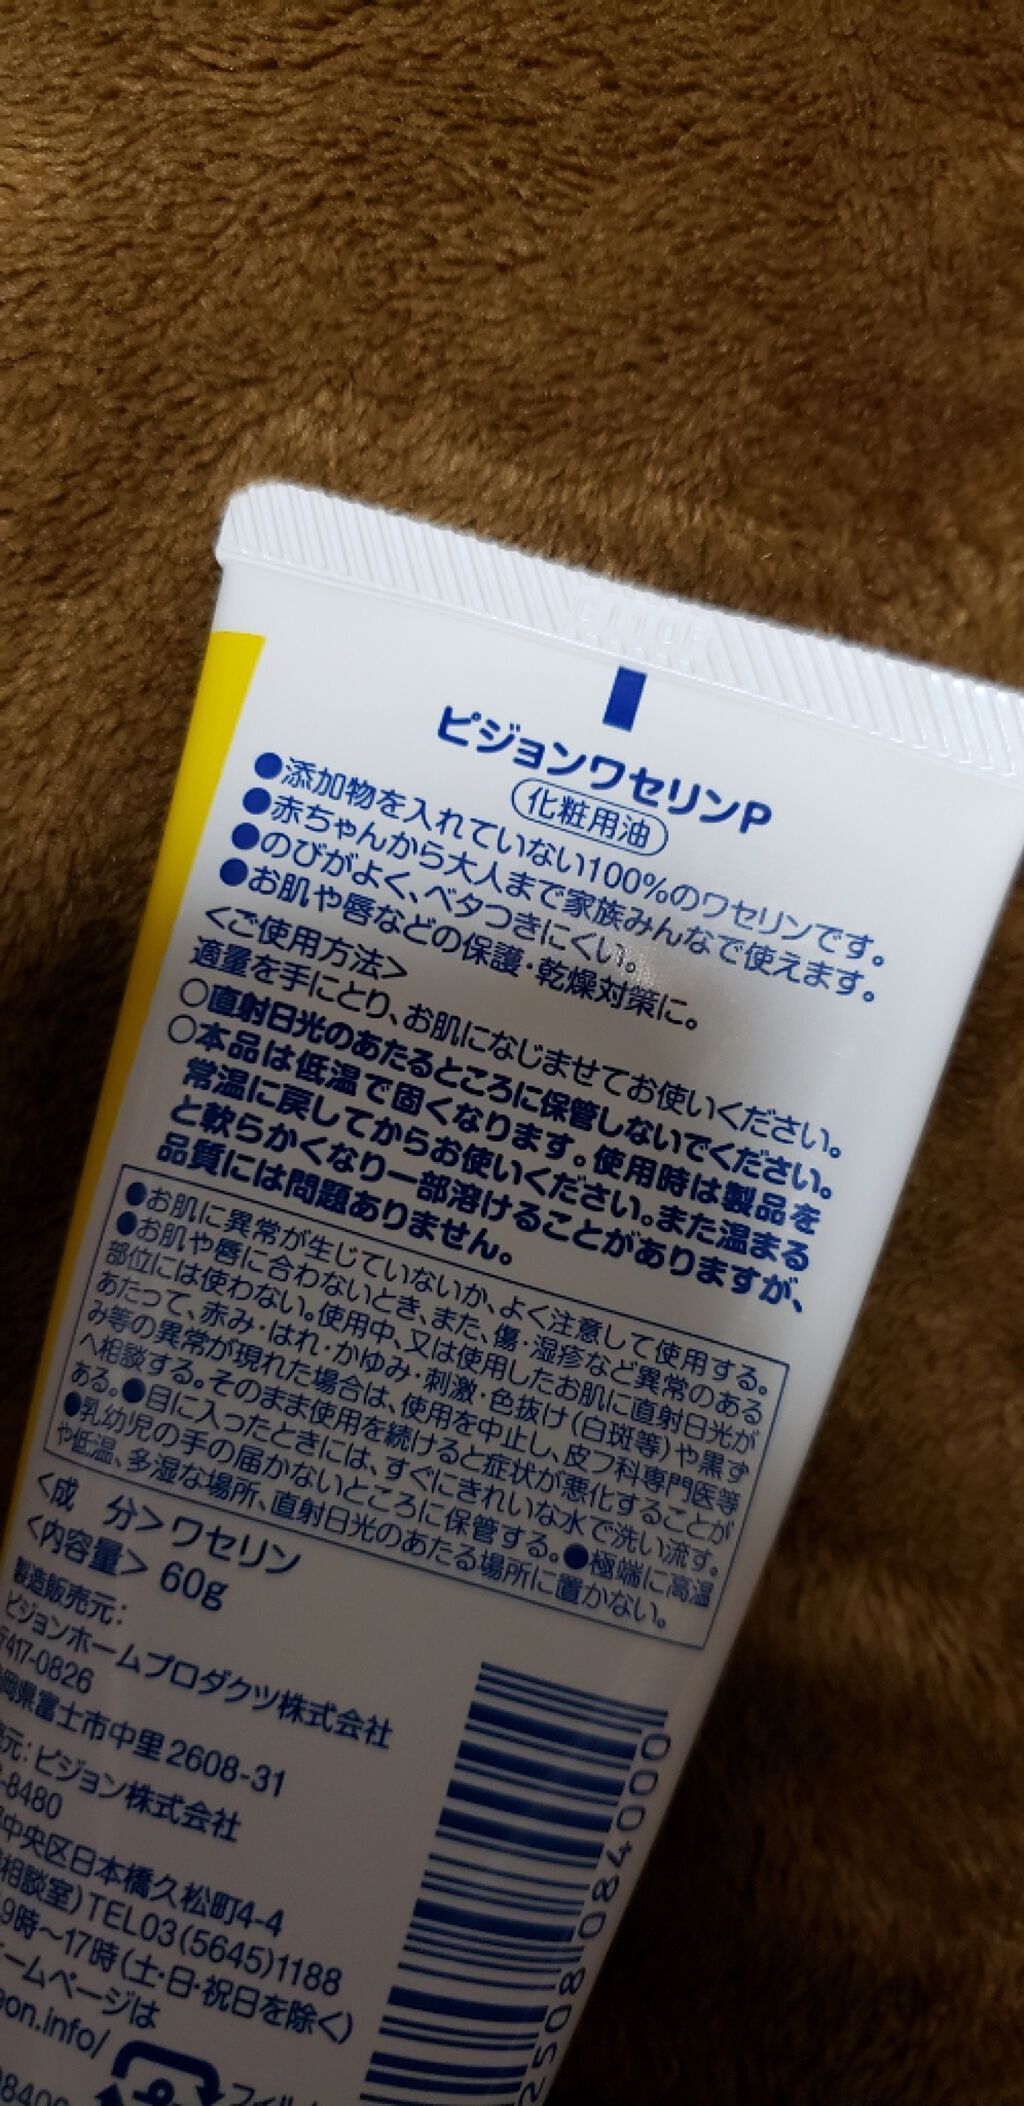 ピジョンワセリンP
化粧用油
●添加物を入れていない100%のワセリンです。
●赤ちゃんから大人まで家族みんなで使えます。
●のびがよく、ベタつきにくい。
●お肌や唇などの保護・乾燥対策に。
<ご使用方法>
適量を手にとり、お肌になじませてお使いください。
○直射日光のあたるところに保管しないでください。
○本品は低温で固くなります。使用時は製品を
常温に戻してからお使いください。また温まる
と軟らかくなり一部溶けることがありますが、
品質には問題ありません。
●お肌に異常が生じていないか、よく注意して使用する。
●お肌や唇に合わないとき、また、傷・湿疹など異常のある
部位には使わない。使用中、又は使用したお肌に直射日光が
あたって、赤み・はれ・かゆみ・刺激・色抜け(白斑等)や黒ず
み等の異常が現れた場合は、使用を中止し、皮フ科専門医等
へ相談する。そのまま使用を続けると症状が悪化することが
ある。●目に入ったときには、すぐにきれいな水で洗い流す。
●乳幼児の手の届かないところに保管する。●極端に高温
や低温、多湿な場所、直射日光のあたる場所に置かない。
<成 分>ワセリン
<内容量> 60g
製造販売元:
ピジョンホームプロダクツ株式会社
〒417-0826
岡県富士市中里2608-31
元:ピジョン株式会社
-8480
中央区日本橋久松町4-4
相談室)TEL03(5645)1188
9時〜17時(土・日・祝日を除く)
ームページは
eon.info/